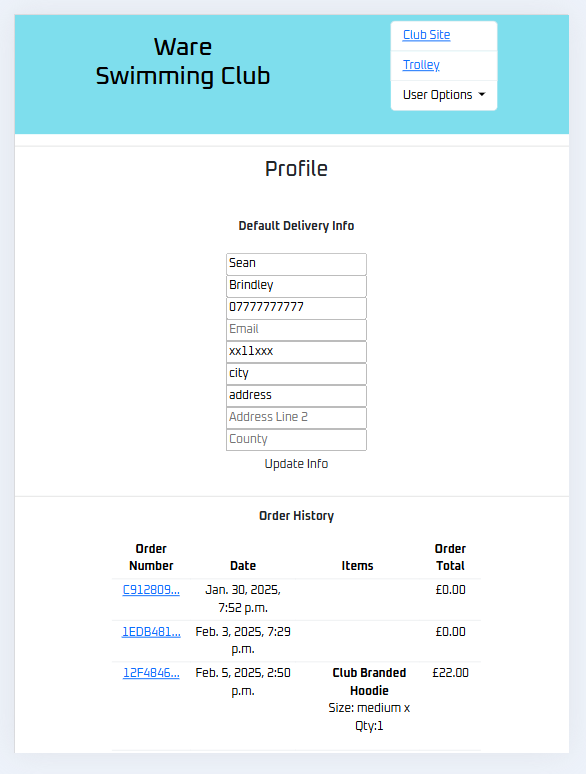 Ware
Swimming Club
Club Site
Trolley
User Options
Profile
Default Delivery Info
Sean
Brindley
07777777777
Email
xx11xxx
city
address
Address Line 2
County
Update Info
Order History
Order Number Date Items Order Total
C912809... Jan. 30, 2025, 7:52 p.m. £0.00
1EDB481... Feb. 3, 2025, 7:29 p.m. £0.00
12F4846... Feb. 5, 2025, 2:50 p.m. Club Branded Hoodie £22.00
Size: medium x
Qty:1